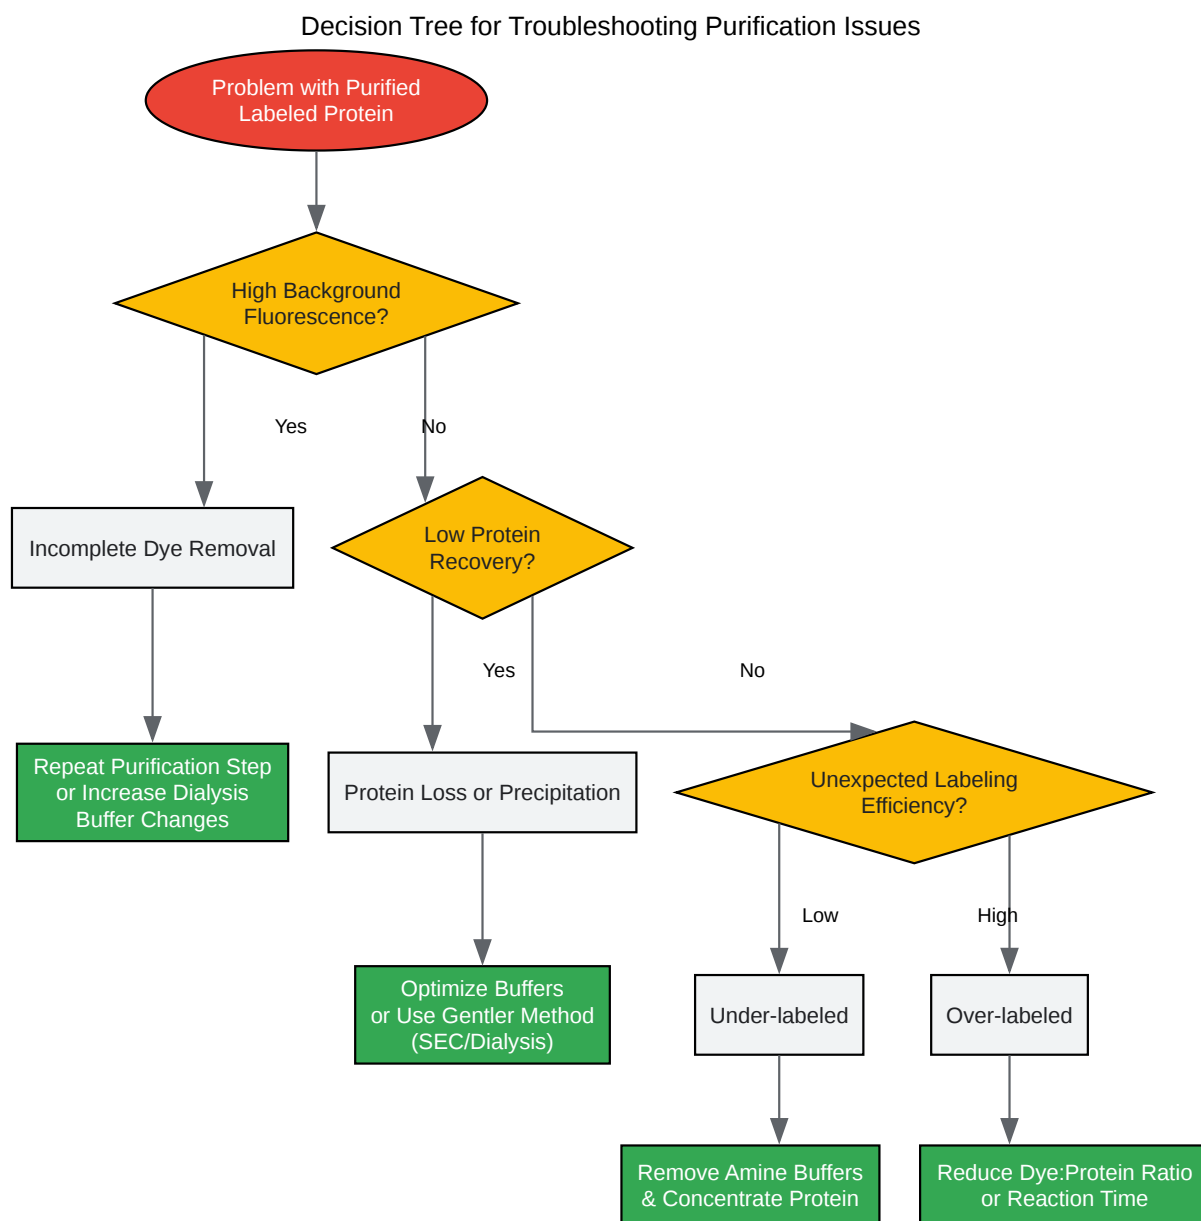 Decision Tree for Troubleshooting Purification Issues
Problem with Purified
Labeled Protein
High Background
Fluorescence?
Yes
No
Incomplete Dye Removal
Low Protein
Recovery?
Yes
No
Repeat Purification Step
or Increase Dialysis
Buffer Changes
Protein Loss or Precipitation
Unexpected Labeling
Efficiency?
Low
High
Optimize Buffers
or Use Gentler Method
(SEC/Dialysis)
Under-labeled
Over-labeled
Remove Amine Buffers
& Concentrate Protein
Reduce Dye:Protein Ratio
or Reaction Time